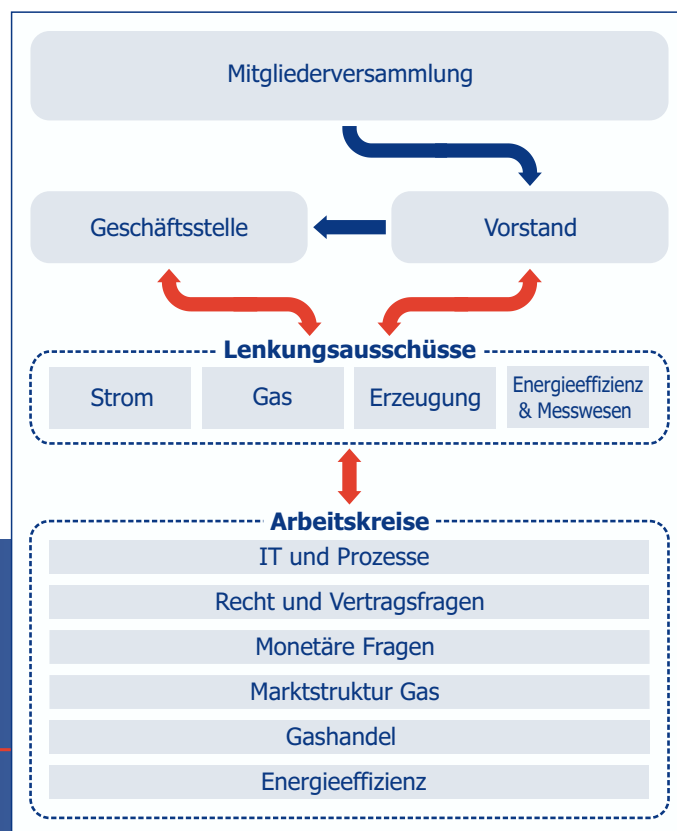 Mitgliederversammlung
Geschäftsstelle
Vorstand
Lenkungsausschüsse
Strom
Gas
Erzeugung
Energieeffizienz
& Messwesen
Arbeitskreise
IT und Prozesse
Recht und Vertragsfragen
Monetäre Fragen
Marktstruktur Gas
Gashandel
Energieeffizienz